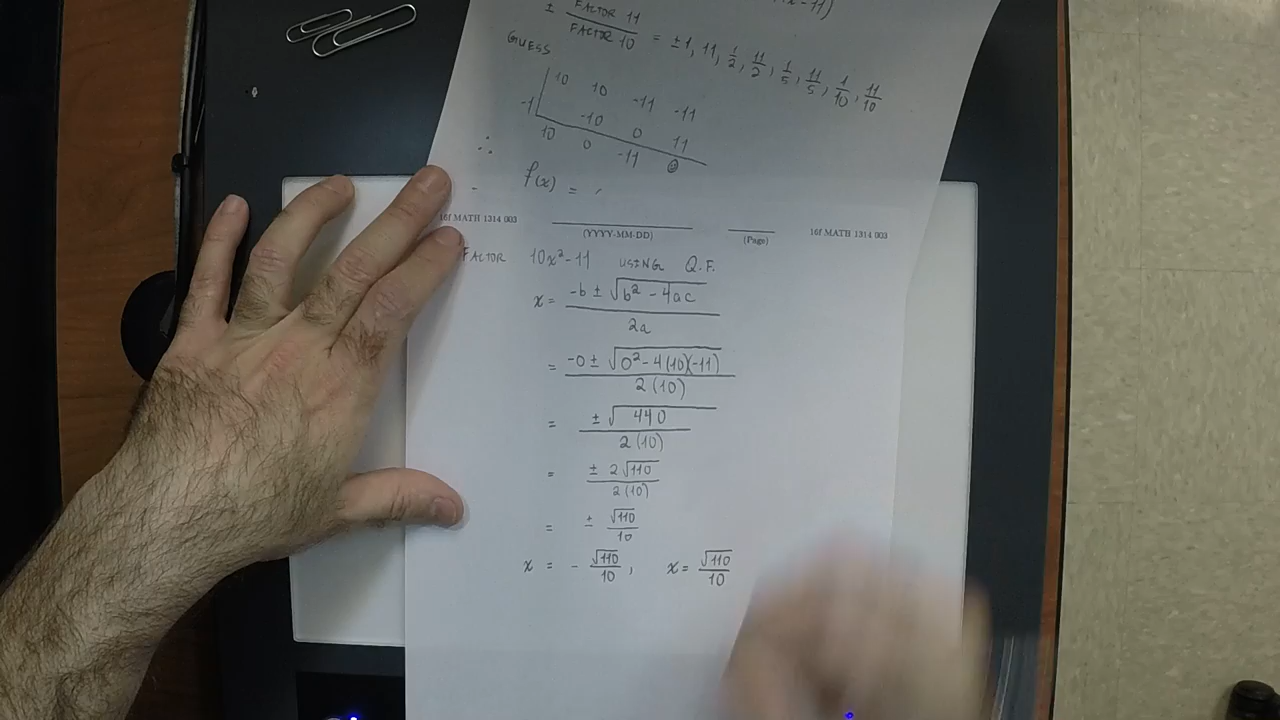 x-11)
± FACTOR 11 / FACTOR 10 = ±1, 11, 1/2, 11/2, 1/5, 11/5, 1/10, 11/10
GUESS
10 10 -11 -11
-1 -10 0 11
10 0 -11
∴ f(x) =
16f MATH 1314 003 (YYYY-MM-DD) (Page) 16f MATH 1314 003
FACTOR 10x²-11 USING Q.F.
x = -b ± √(b² - 4ac) / 2a
= -0 ± √(0² - 4(10)(-11)) / 2(10)
= ± √440 / 2(10)
= ± 2√110 / 2(10)
= ± √110 / 10
x = - √110 / 10 , x = √110 / 10